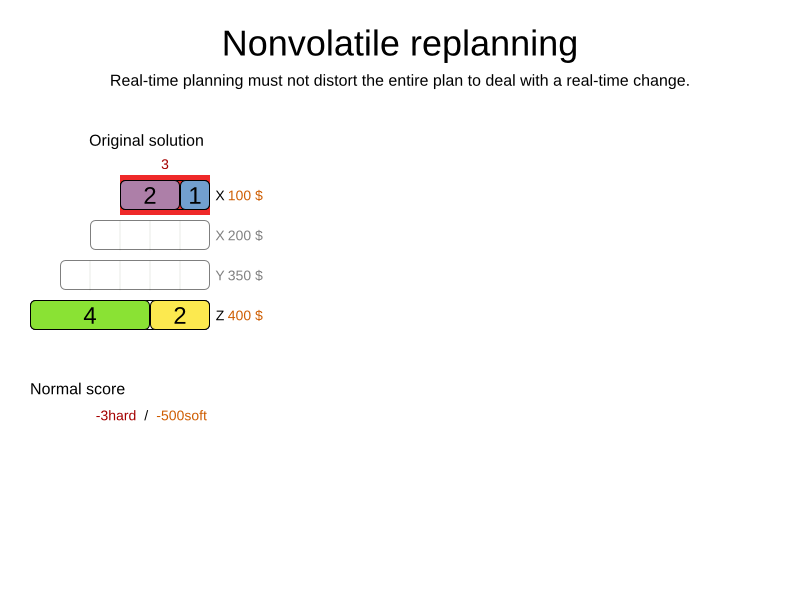 Nonvolatile replanning
Real-time planning must not distort the entire plan to deal with a real-time change.
Original solution
3
2 1 X 100 $
X 200 $
Y 350 $
4 2 Z 400 $
Normal score
-3hard / -500soft